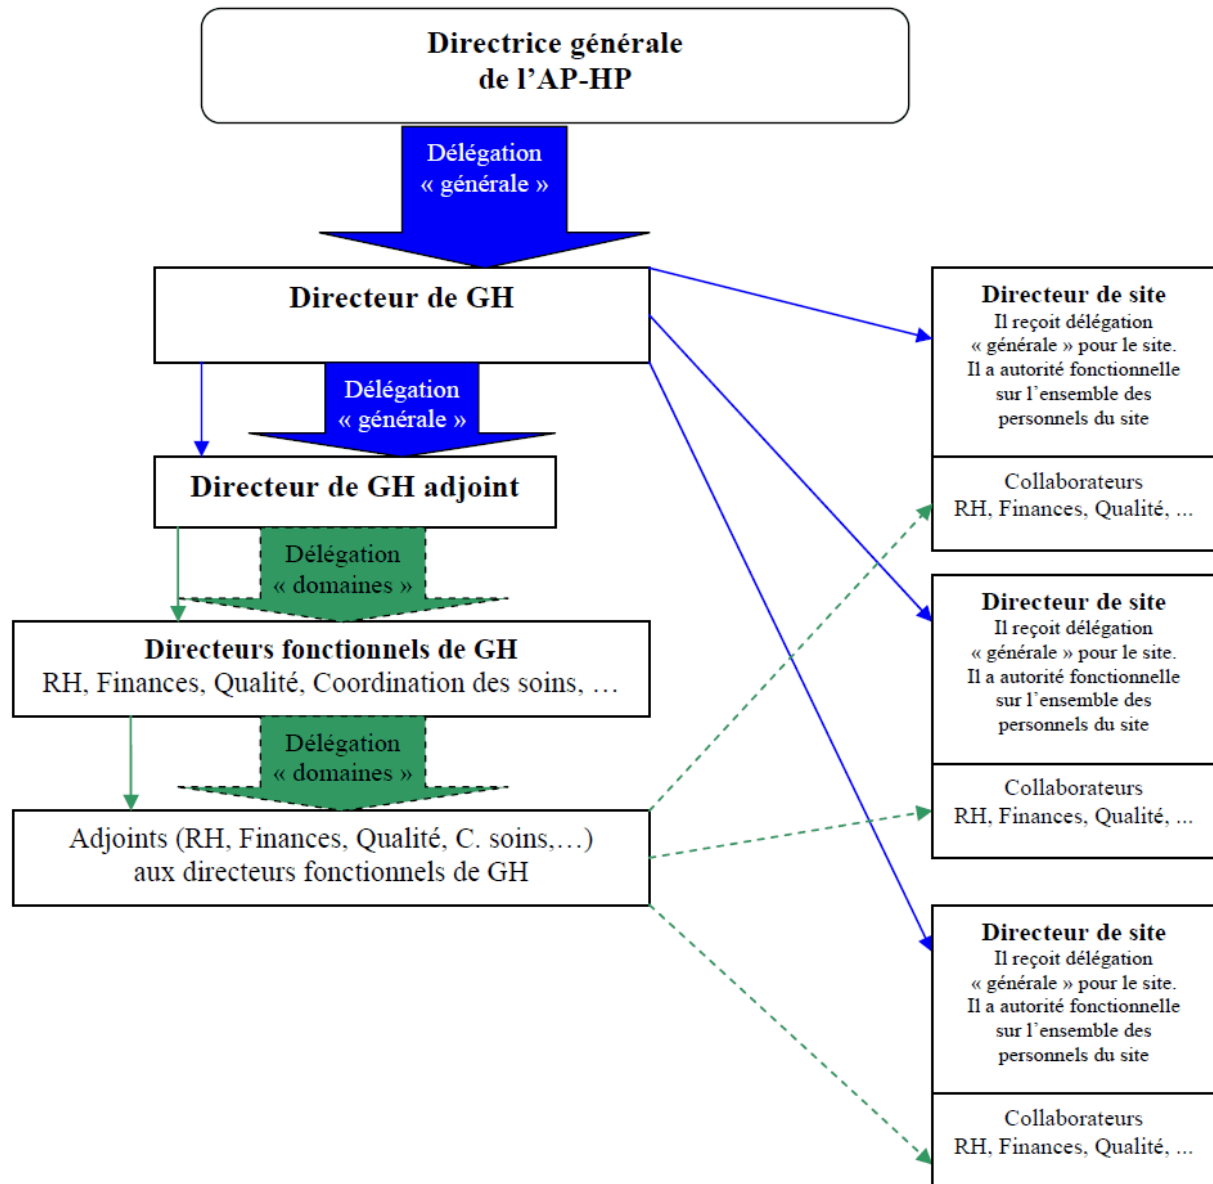 Directrice générale
de l’AP-HP
Délégation
« générale »
Directeur de GH
Délégation
« générale »
Directeur de GH adjoint
Délégation
« domaines »
Directeurs fonctionnels de GH
RH, Finances, Qualité, Coordination des soins, …
Délégation
« domaines »
Adjoints (RH, Finances, Qualité, C. soins,…)
aux directeurs fonctionnels de GH
Directeur de site
Il reçoit délégation
« générale » pour le site.
Il a autorité fonctionnelle
sur l’ensemble des
personnels du site
Collaborateurs
RH, Finances, Qualité, ...
Directeur de site
Il reçoit délégation
« générale » pour le site.
Il a autorité fonctionnelle
sur l’ensemble des
personnels du site
Collaborateurs
RH, Finances, Qualité, ...
Directeur de site
Il reçoit délégation
« générale » pour le site.
Il a autorité fonctionnelle
sur l’ensemble des
personnels du site
Collaborateurs
RH, Finances, Qualité, ...